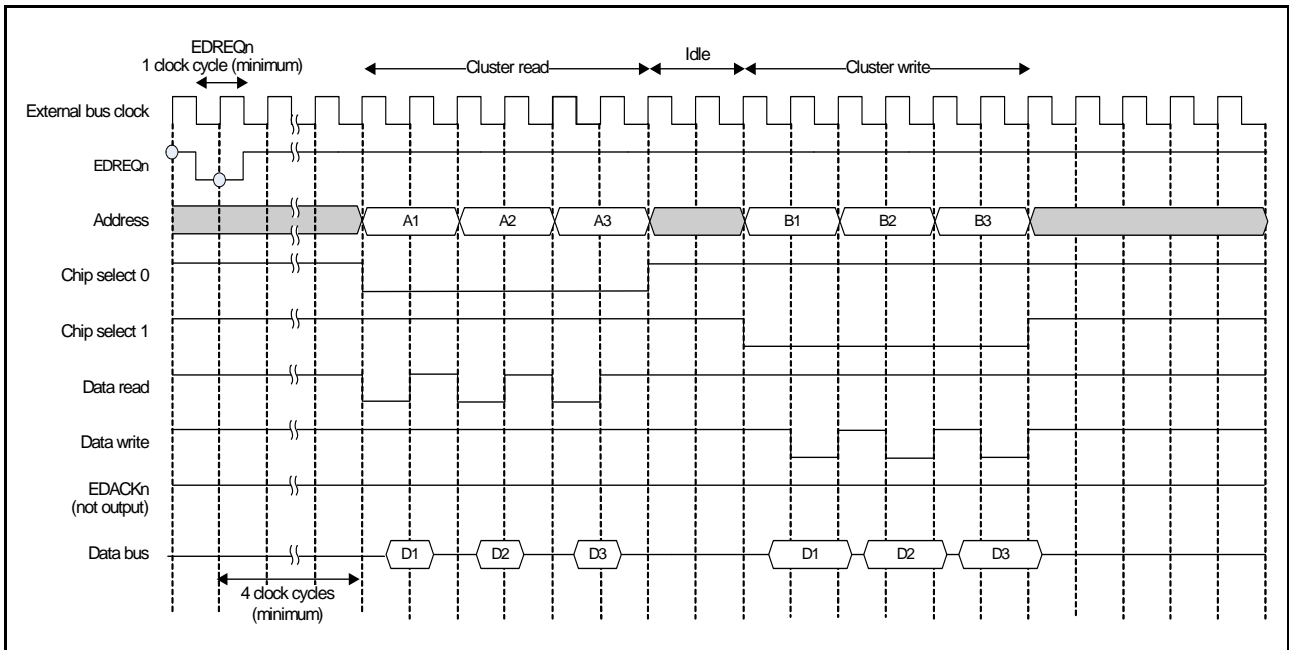 EDREQn
1 clock cycle (minimum)
Cluster read
Idle
Cluster write
External bus clock
EDREQn
Address
A1
A2
A3
B1
B2
B3
Chip select 0
Chip select 1
Data read
Data write
EDACKn
(not output)
Data bus
D1
D2
D3
D1
D2
D3
4 clock cycles
(minimum)